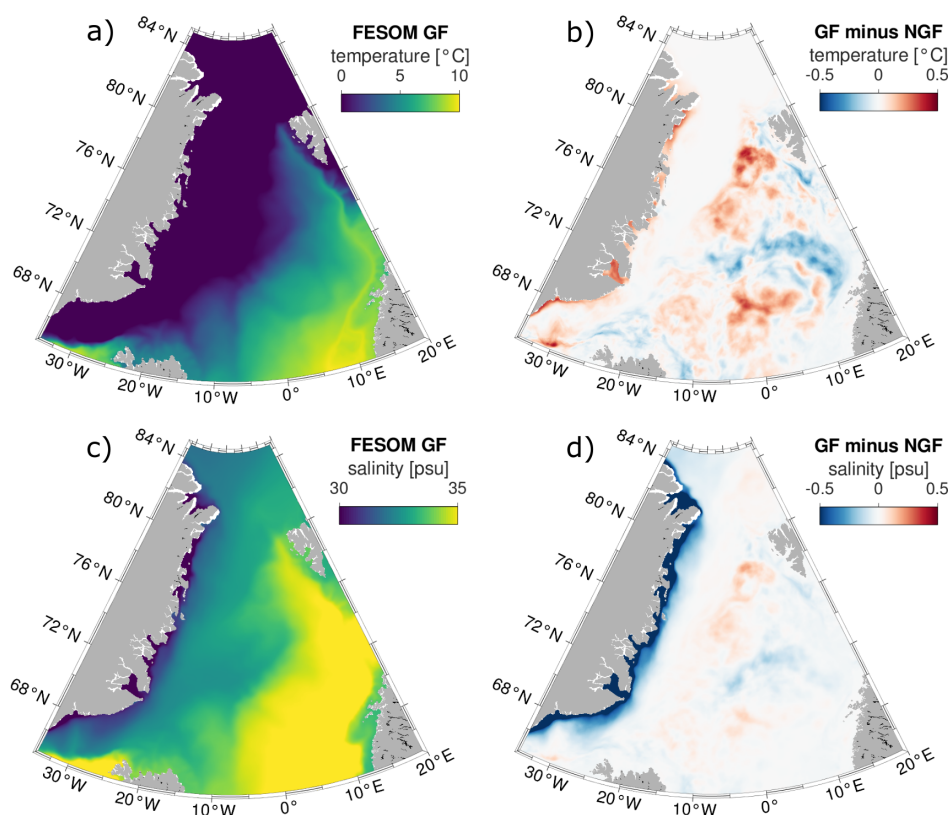 a)
FESOM GF
temperature [°C]
0 5 10
84°N
80°N
76°N
72°N
68°N
30°W
20°W
10°W
0°
10°E
20°E
b)
GF minus NGF
temperature [°C]
-0.5 0 0.5
84°N
80°N
76°N
72°N
68°N
30°W
20°W
10°W
0°
10°E
20°E
c)
FESOM GF
salinity [psu]
30 35
84°N
80°N
76°N
72°N
68°N
30°W
20°W
10°W
0°
10°E
20°E
d)
GF minus NGF
salinity [psu]
-0.5 0 0.5
84°N
80°N
76°N
72°N
68°N
30°W
20°W
10°W
0°
10°E
20°E